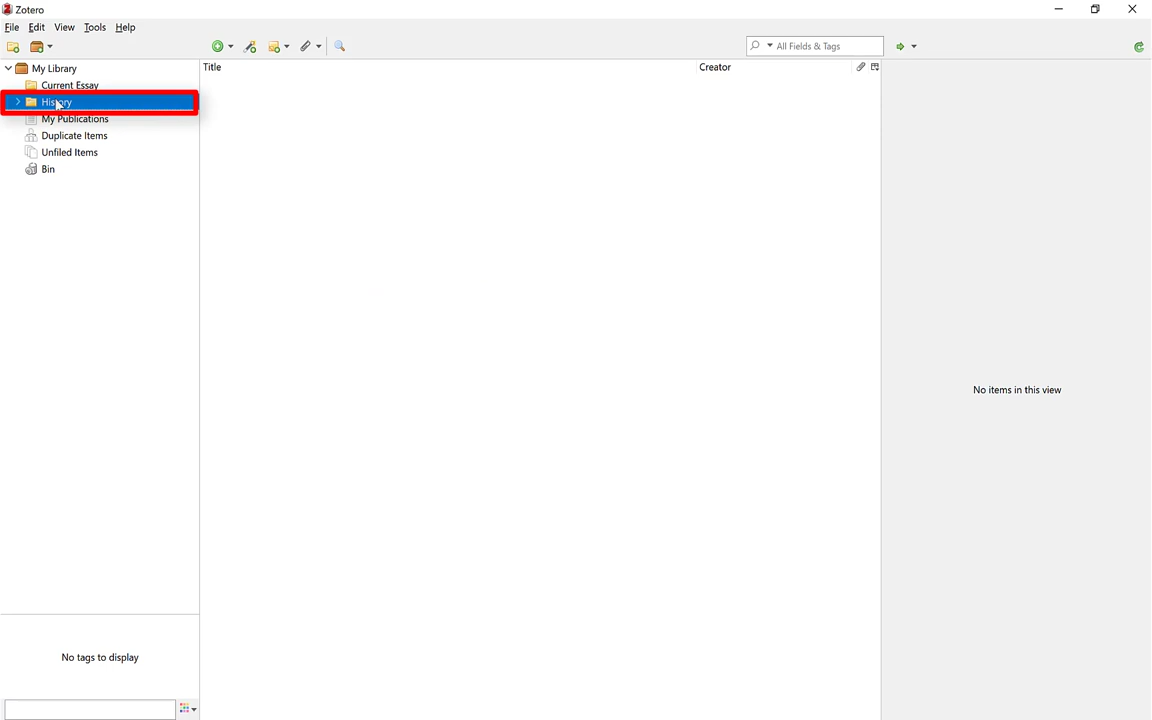 Zotero
File Edit View Tools Help
All Fields & Tags
Title Creator
My Library
Current Essay
History
My Publications
Duplicate Items
Unfiled Items
Bin
No items in this view
No tags to display